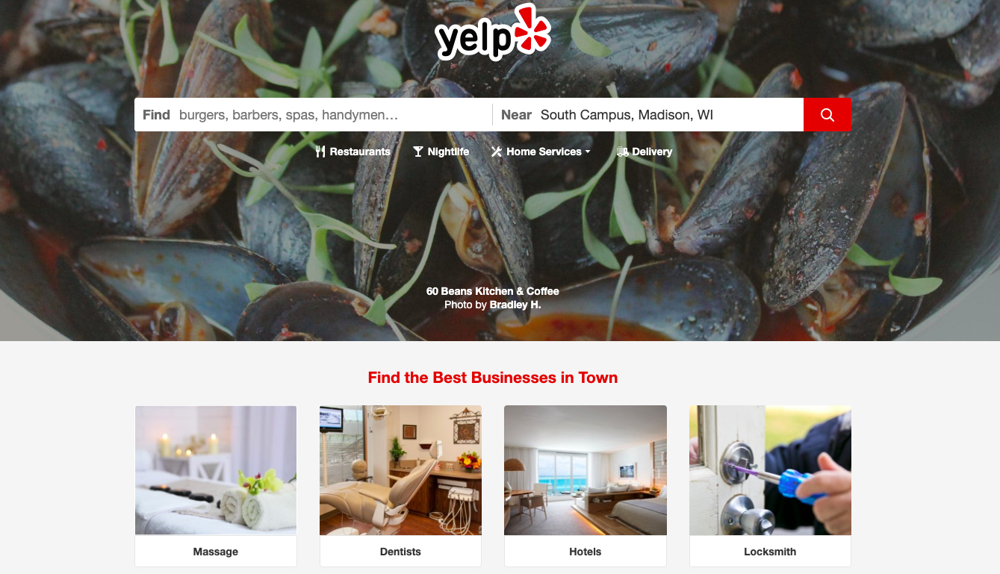 yelp
Find burgers, barbers, spas, handymen… Near South Campus, Madison, WI
Restaurants Nightlife Home Services Delivery
60 Beans Kitchen & Coffee
Photo by Bradley H.
Find the Best Businesses in Town
Massage Dentists Hotels Locksmith